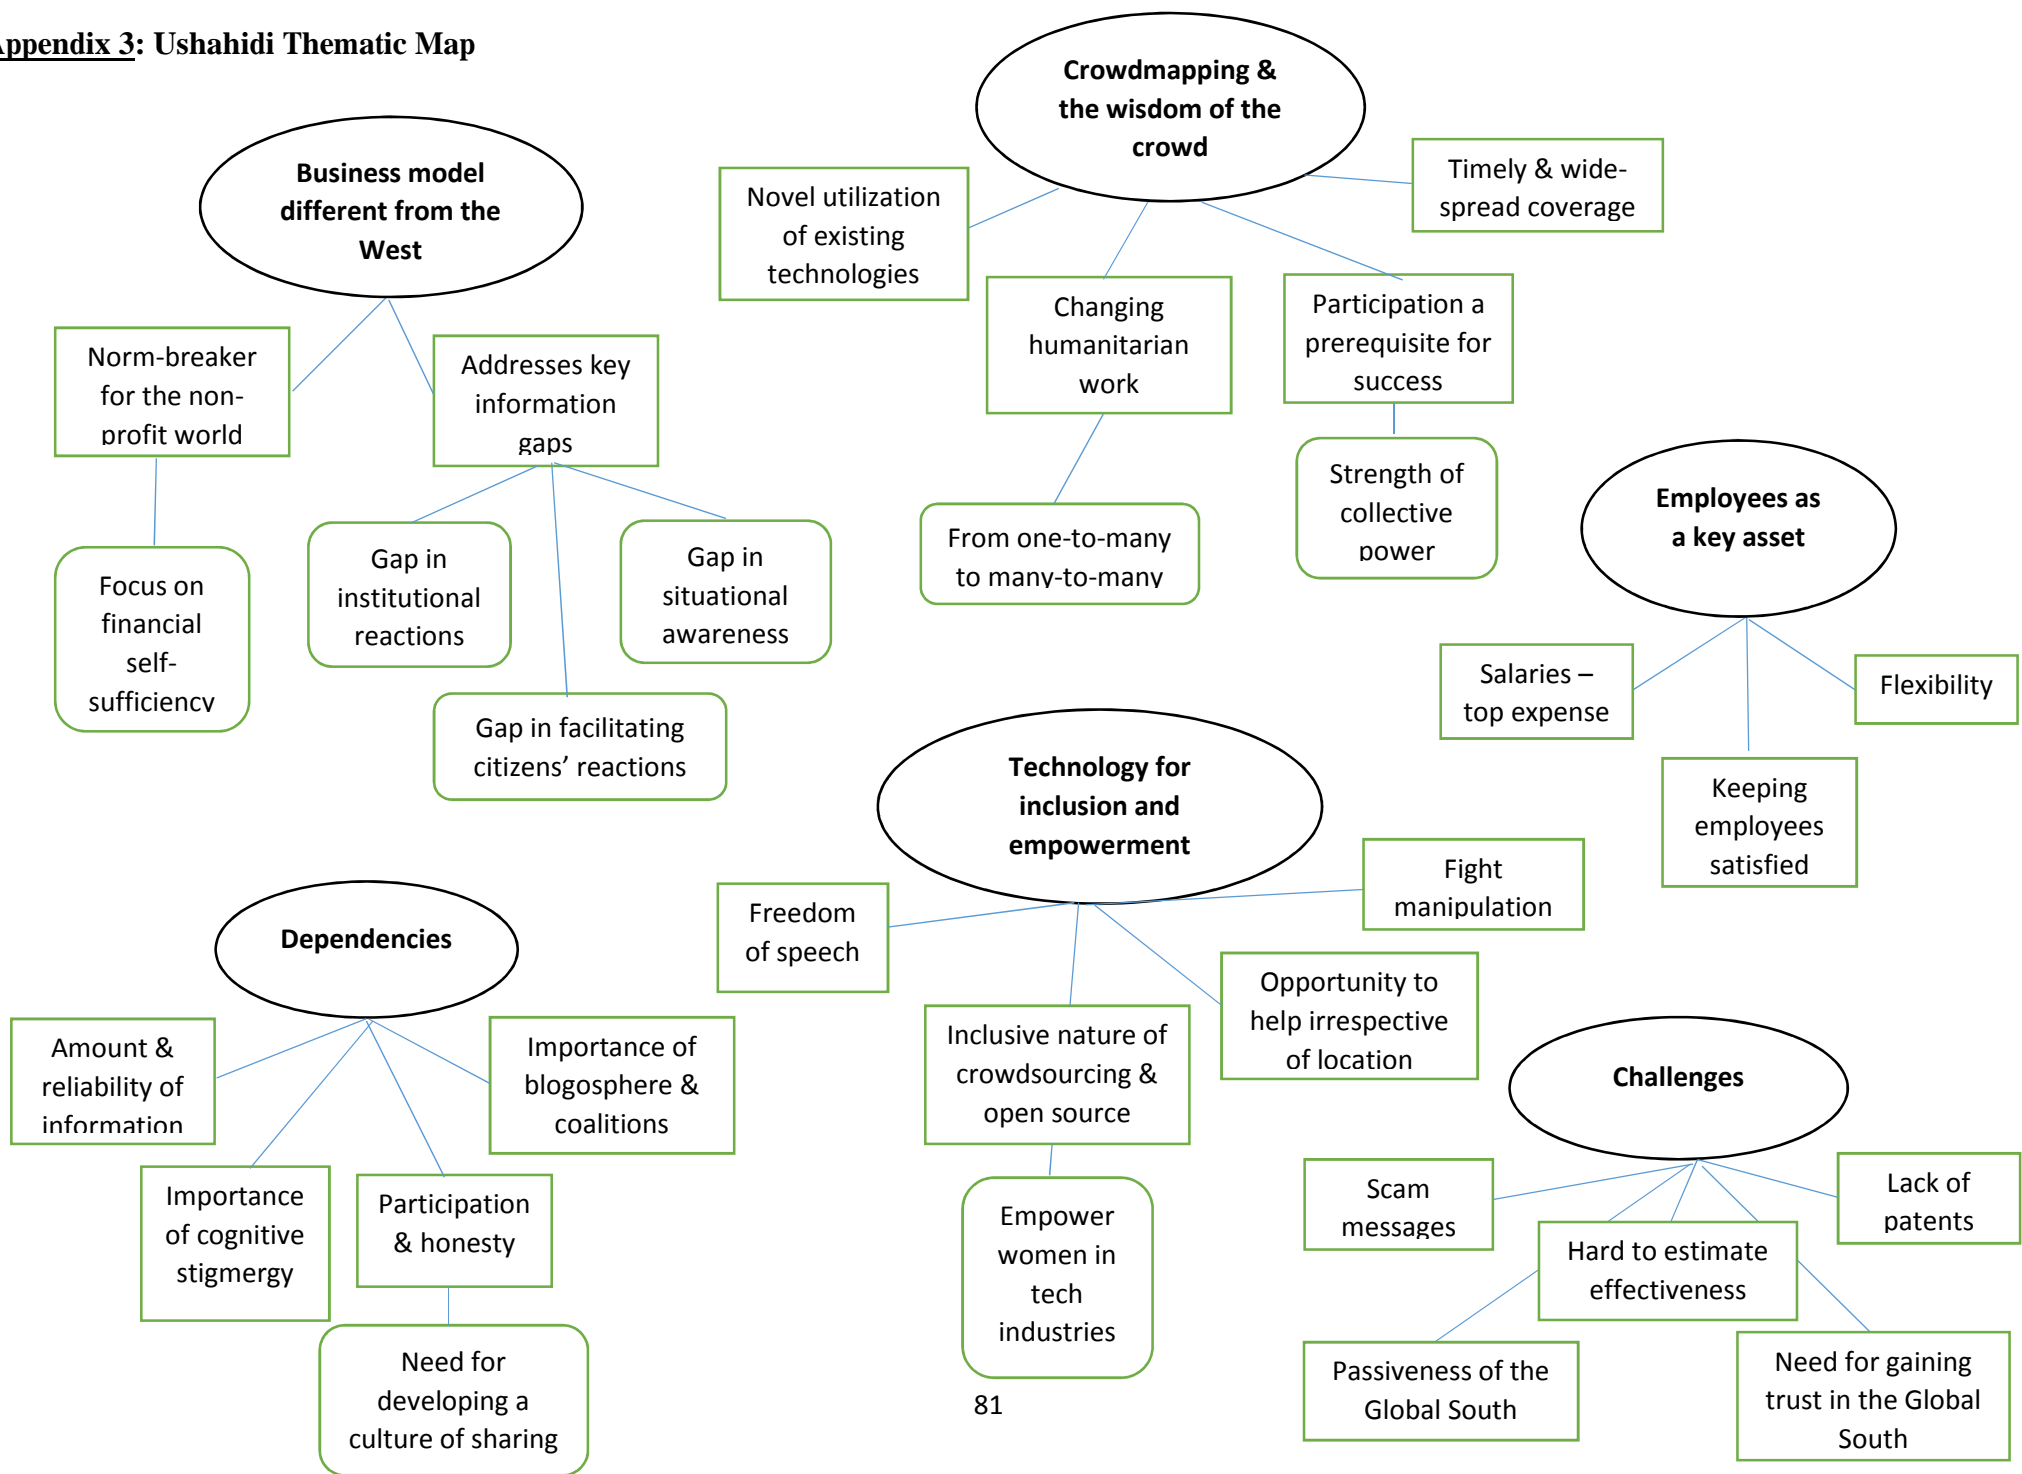 Appendix 3: Ushahidi Thematic Map
Crowdmapping &
the wisdom of the
crowd
Business model
different from the
West
Novel utilization
of existing
technologies
Timely & wide-
spread coverage
Changing
humanitarian
work
Participation a
prerequisite for
success
Norm-breaker
for the non-
profit world
Addresses key
information
gaps
From one-to-many
to many-to-many
Strength of
collective
power
Employees as
a key asset
Focus on
financial
self-
sufficiency
Gap in
institutional
reactions
Gap in
situational
awareness
Gap in facilitating
citizens’ reactions
Salaries –
top expense
Flexibility
Keeping
employees
satisfied
Technology for
inclusion and
empowerment
Freedom
of speech
Fight
manipulation
Inclusive nature of
crowdsourcing &
open source
Opportunity to
help irrespective
of location
Empower
women in
tech
industries
Dependencies
Amount &
reliability of
information
Importance of
blogosphere &
coalitions
Importance
of cognitive
stigmergy
Participation
& honesty
Need for
developing a
culture of sharing
Challenges
Scam
messages
Lack of
patents
Hard to estimate
effectiveness
Passiveness of the
Global South
Need for gaining
trust in the Global
South
81